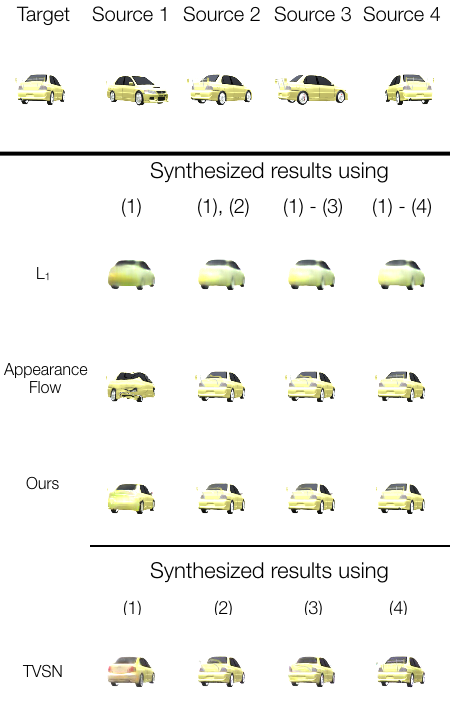 Target Source 1 Source 2 Source 3 Source 4
Synthesized results using
(1) (1), (2) (1) - (3) (1) - (4)
L₁
Appearance
Flow
Ours
Synthesized results using
(1) (2) (3) (4)
TVSN